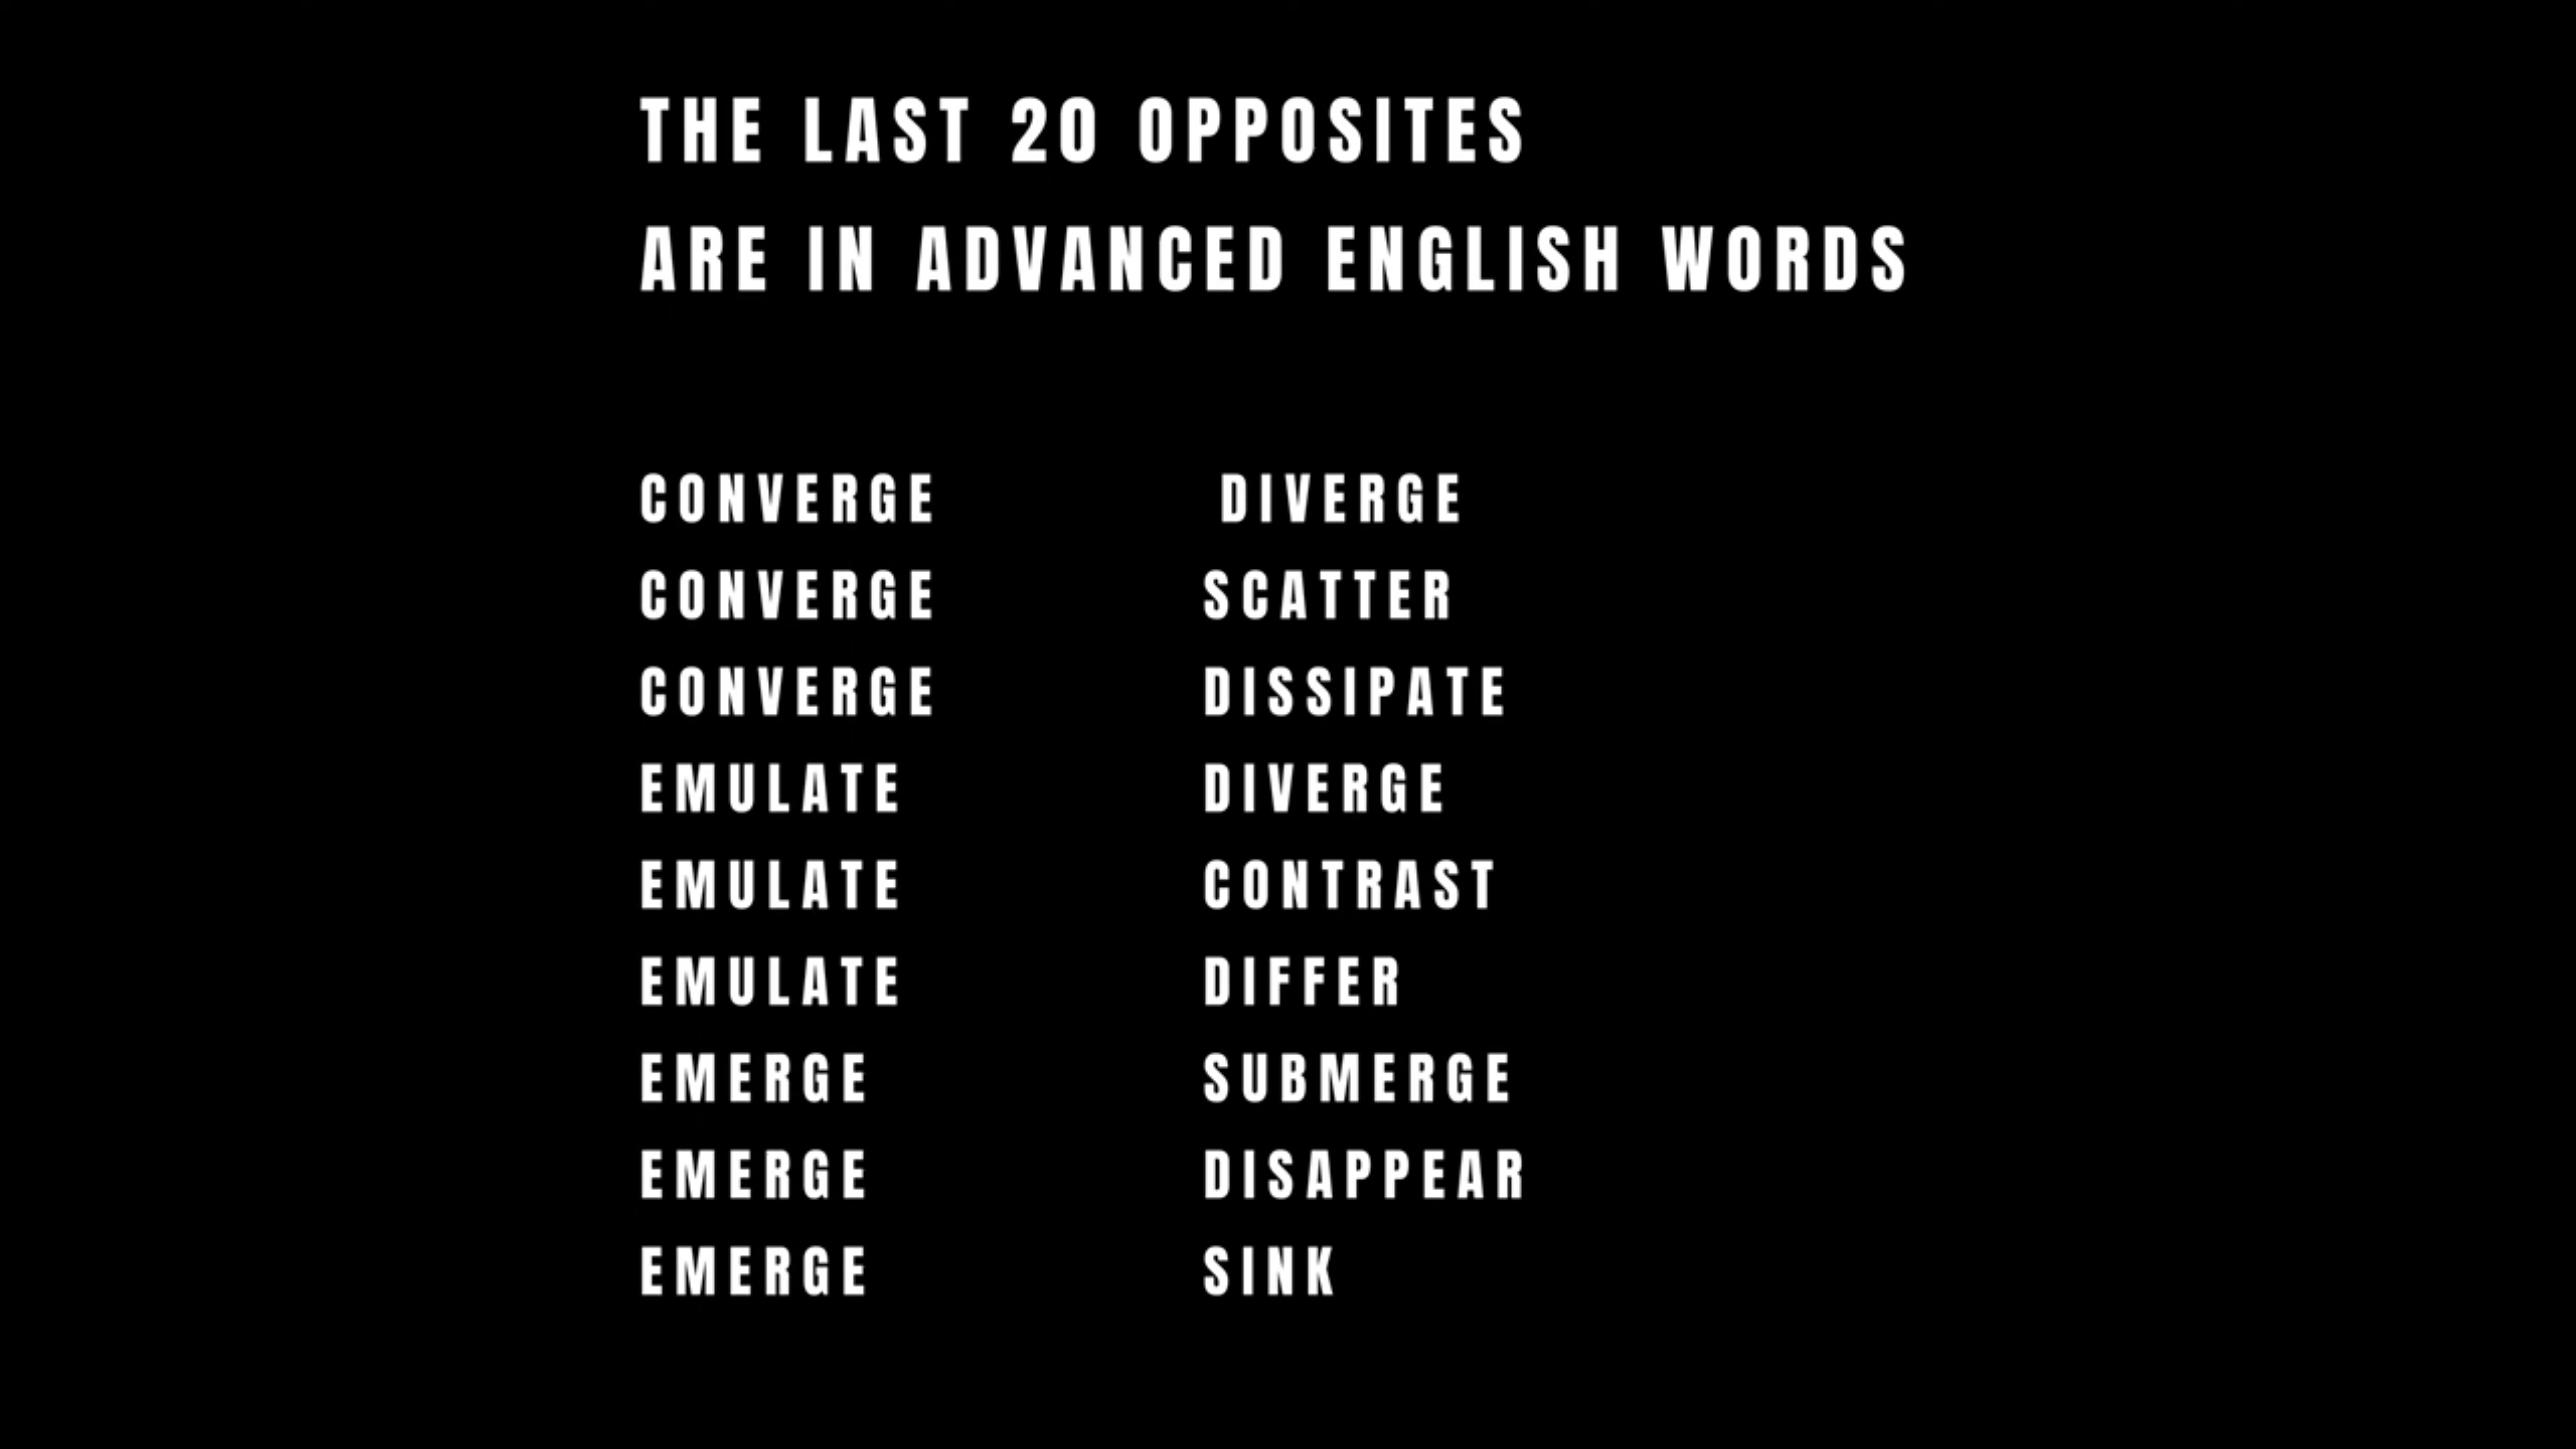 THE LAST 20 OPPOSITES
ARE IN ADVANCED ENGLISH WORDS
CONVERGE DIVERGE
CONVERGE SCATTER
CONVERGE DISSIPATE
EMULATE DIVERGE
EMULATE CONTRAST
EMULATE DIFFER
EMERGE SUBMERGE
EMERGE DISAPPEAR
EMERGE SINK